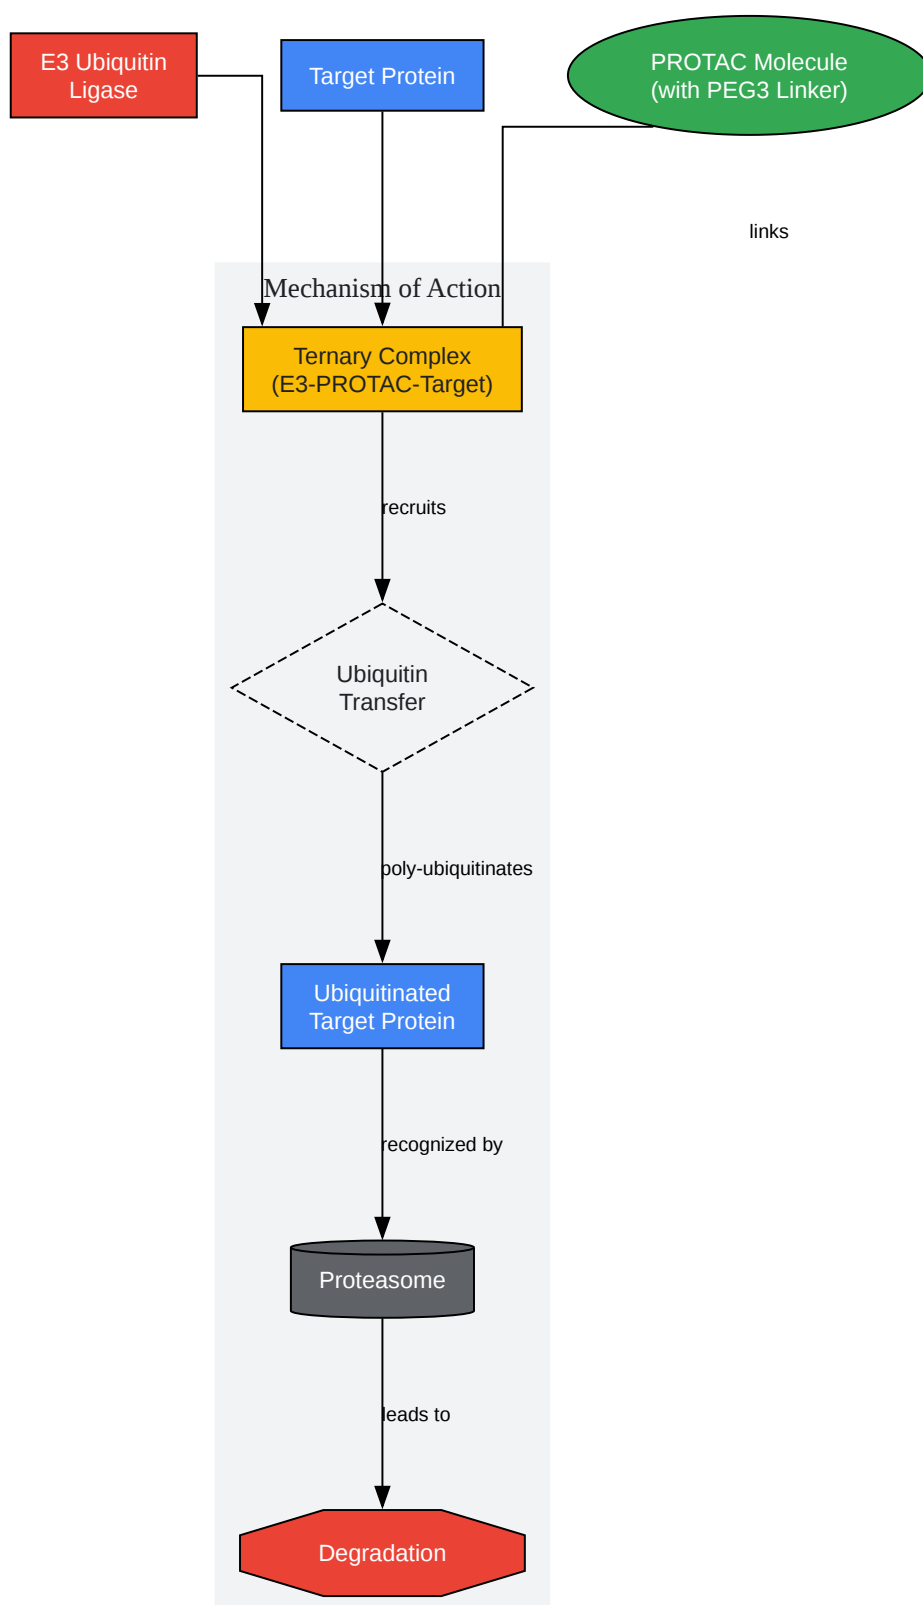 E3 Ubiquitin
Ligase
Target Protein
PROTAC Molecule
(with PEG3 Linker)
links
Mechanism of Action
Ternary Complex
(E3-PROTAC-Target)
recruits
Ubiquitin
Transfer
poly-ubiquitinates
Ubiquitinated
Target Protein
recognized by
Proteasome
leads to
Degradation